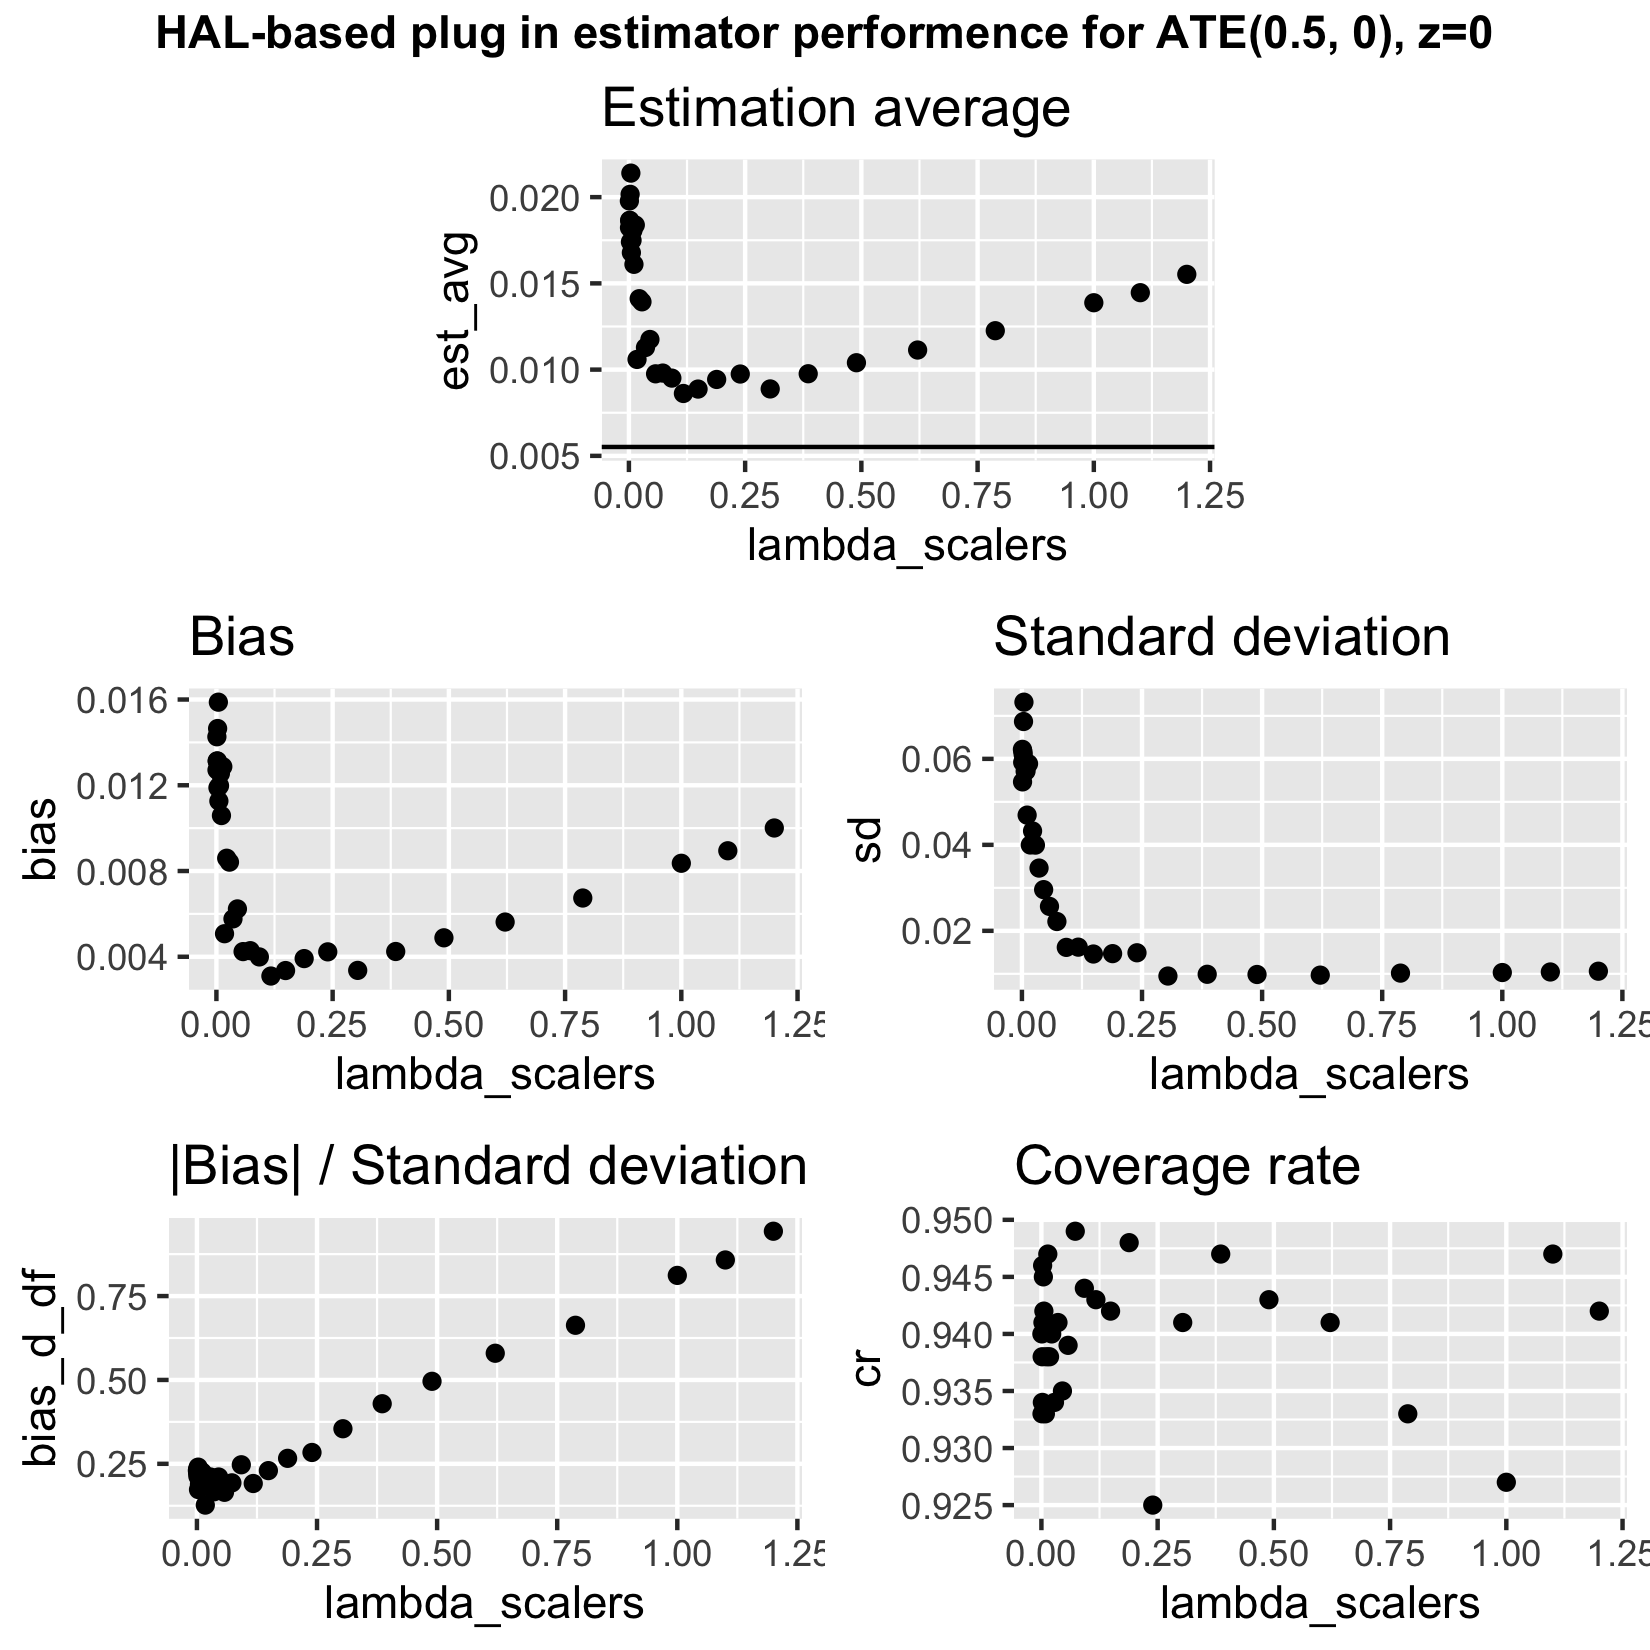 HAL-based plug in estimator performence for ATE(0.5, 0), z=0
Estimation average
est_avg
0.020
0.015
0.010
0.005
0.00 0.25 0.50 0.75 1.00 1.25
lambda_scalers
Bias
bias
0.016
0.012
0.008
0.004
0.00 0.25 0.50 0.75 1.00 1.25
lambda_scalers
Standard deviation
sd
0.06
0.04
0.02
0.00 0.25 0.50 0.75 1.00 1.25
lambda_scalers
|Bias| / Standard deviation
bias_d_df
0.75
0.50
0.25
0.00 0.25 0.50 0.75 1.00 1.25
lambda_scalers
Coverage rate
cr
0.950
0.945
0.940
0.935
0.930
0.925
0.00 0.25 0.50 0.75 1.00 1.25
lambda_scalers